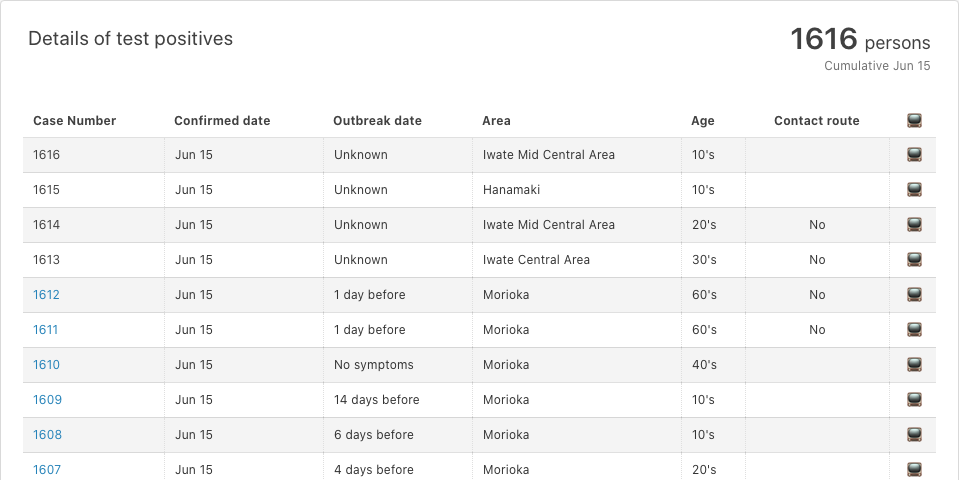 Details of test positives
1616 persons
Cumulative Jun 15
Case Number Confirmed date Outbreak date Area Age Contact route
1616 Jun 15 Unknown Iwate Mid Central Area 10's
1615 Jun 15 Unknown Hanamaki 10's
1614 Jun 15 Unknown Iwate Mid Central Area 20's No
1613 Jun 15 Unknown Iwate Central Area 30's No
1612 Jun 15 1 day before Morioka 60's No
1611 Jun 15 1 day before Morioka 60's No
1610 Jun 15 No symptoms Morioka 40's
1609 Jun 15 14 days before Morioka 10's
1608 Jun 15 6 days before Morioka 10's
1607 Jun 15 4 days before Morioka 20's